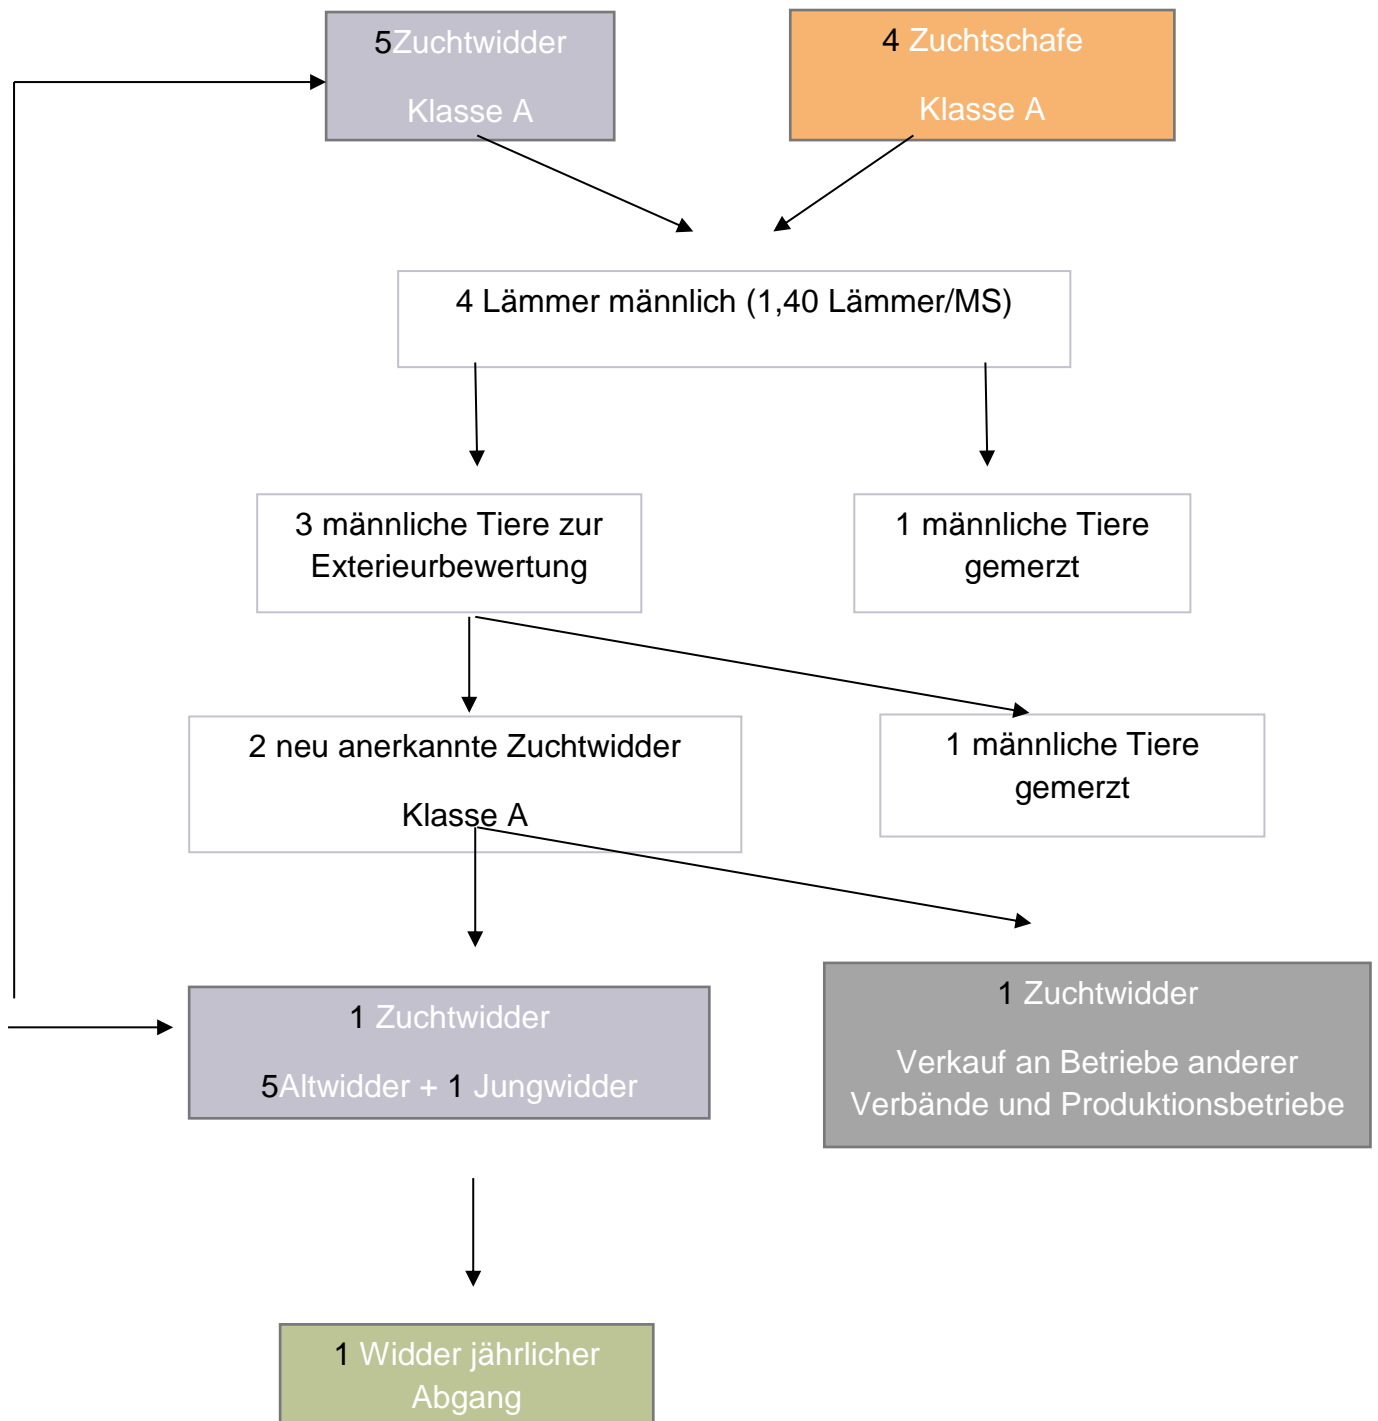 5Zuchtwidder
Klasse A
4 Zuchtschafe
Klasse A
4 Lämmer männlich (1,40 Lämmer/MS)
3 männliche Tiere zur
Exterieurbewertung
1 männliche Tiere
gemerzt
2 neu anerkannte Zuchtwidder
Klasse A
1 männliche Tiere
gemerzt
1 Zuchtwidder
5Altwidder + 1 Jungwidder
1 Zuchtwidder
Verkauf an Betriebe anderer
Verbände und Produktionsbetriebe
1 Widder jährlicher
Abgang